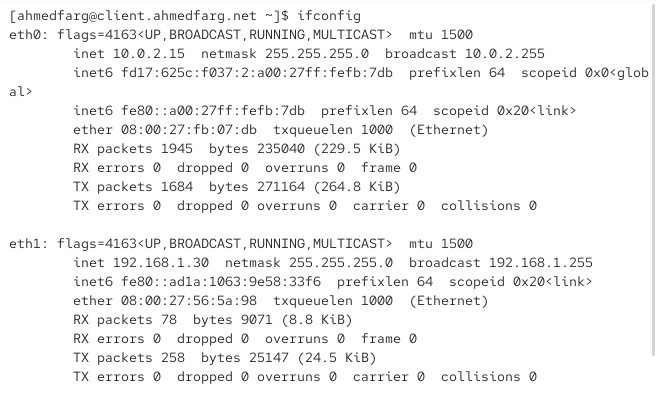 [ahmedfarg@client.ahmedfarg.net ~]$ ifconfig
eth0: flags=4163<UP,BROADCAST,RUNNING,MULTICAST>  mtu 1500
        inet 10.0.2.15  netmask 255.255.255.0  broadcast 10.0.2.255
        inet6 fd17:625c:f037:2:a00:27ff:fefb:7db  prefixlen 64  scopeid 0x0<glob
al>
        inet6 fe80::a00:27ff:fefb:7db  prefixlen 64  scopeid 0x20<link>
        ether 08:00:27:fb:07:db  txqueuelen 1000  (Ethernet)
        RX packets 1945  bytes 235040 (229.5 KiB)
        RX errors 0  dropped 0  overruns 0  frame 0
        TX packets 1684  bytes 271164 (264.8 KiB)
        TX errors 0  dropped 0 overruns 0  carrier 0  collisions 0

eth1: flags=4163<UP,BROADCAST,RUNNING,MULTICAST>  mtu 1500
        inet 192.168.1.30  netmask 255.255.255.0  broadcast 192.168.1.255
        inet6 fe80::ad1a:1063:9e58:33f6  prefixlen 64  scopeid 0x20<link>
        ether 08:00:27:56:5a:98  txqueuelen 1000  (Ethernet)
        RX packets 78  bytes 9071 (8.8 KiB)
        RX errors 0  dropped 0  overruns 0  frame 0
        TX packets 258  bytes 25147 (24.5 KiB)
        TX errors 0  dropped 0 overruns 0  carrier 0  collisions 0